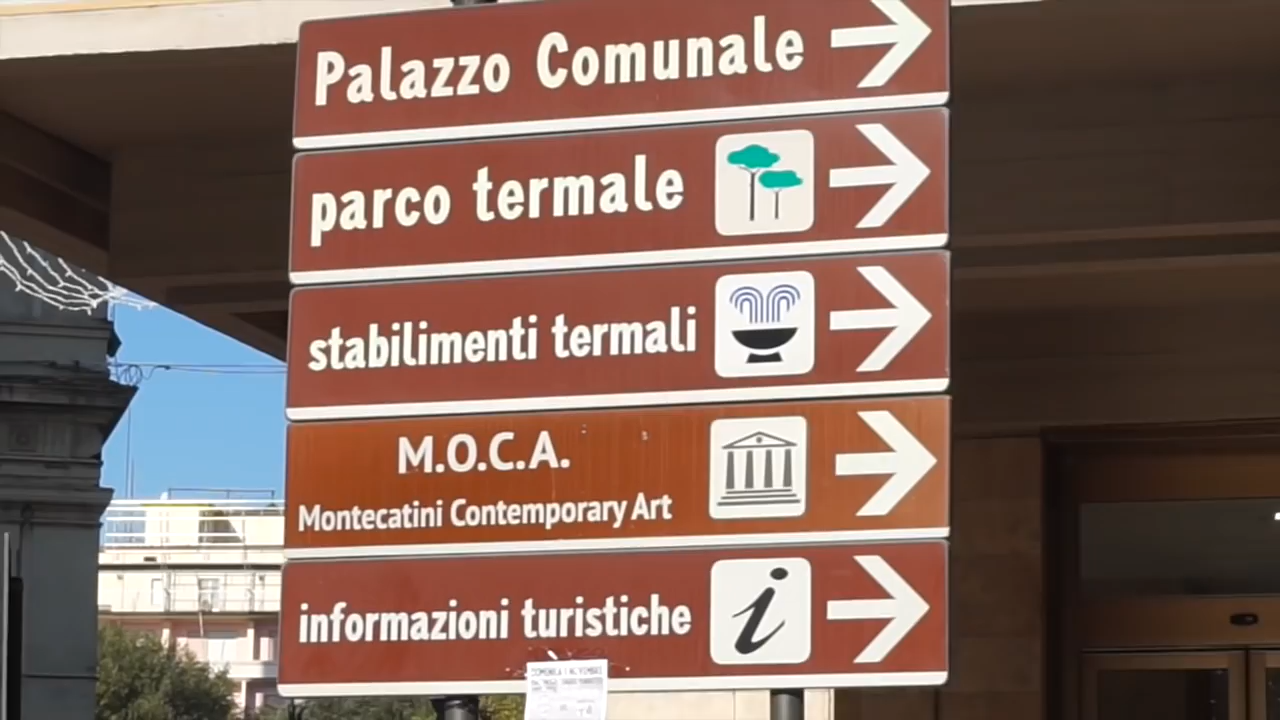 Palazzo Comunale
parco termale
stabilimenti termali
M.O.C.A.
Montecatini Contemporary Art
informazioni turistiche
i